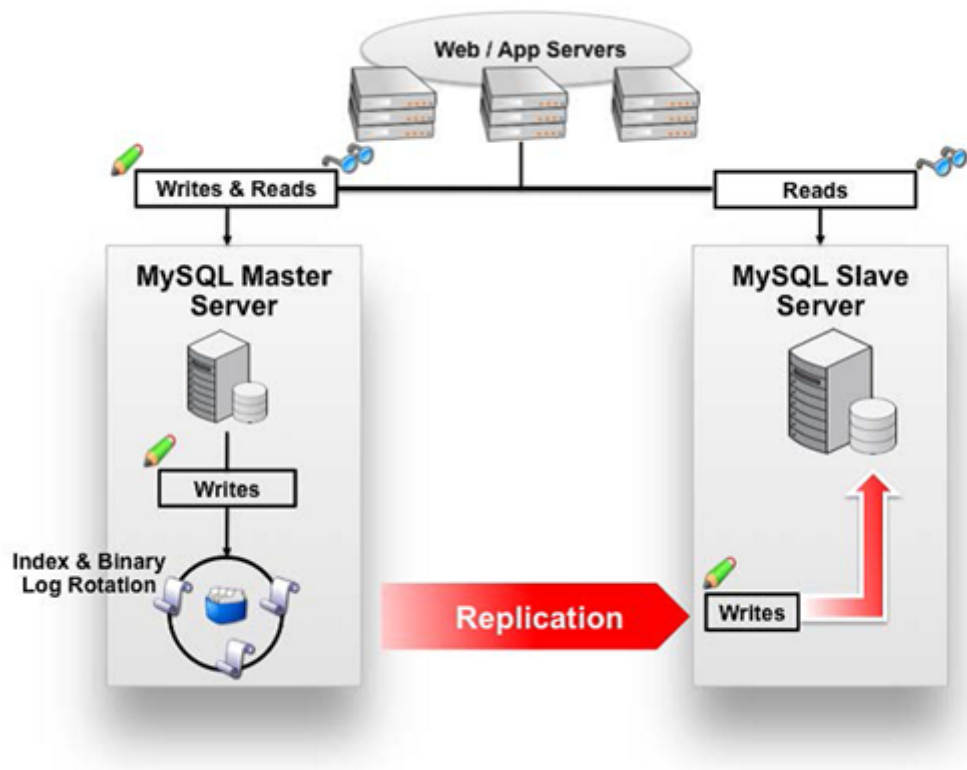 Web / App Servers
Writes & Reads
Reads
MySQL Master
Server
MySQL Slave
Server
Writes
Index & Binary
Log Rotation
Replication
Writes